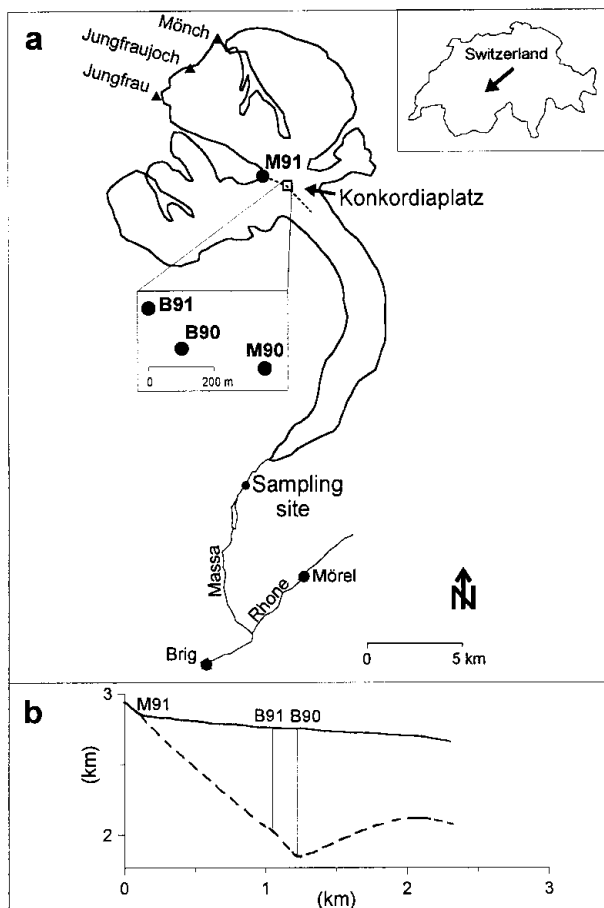 a
Mönch
Jungfraujoch
Jungfrau
Switzerland
M91
Konkordiaplatz
B91
B90
M90
0 200 m
Sampling
site
Massa
Rhone
Mörel
Brig
N
0 5 km
b
3
M91
B91 B90
(km)
2
0 1 2 3
(km)